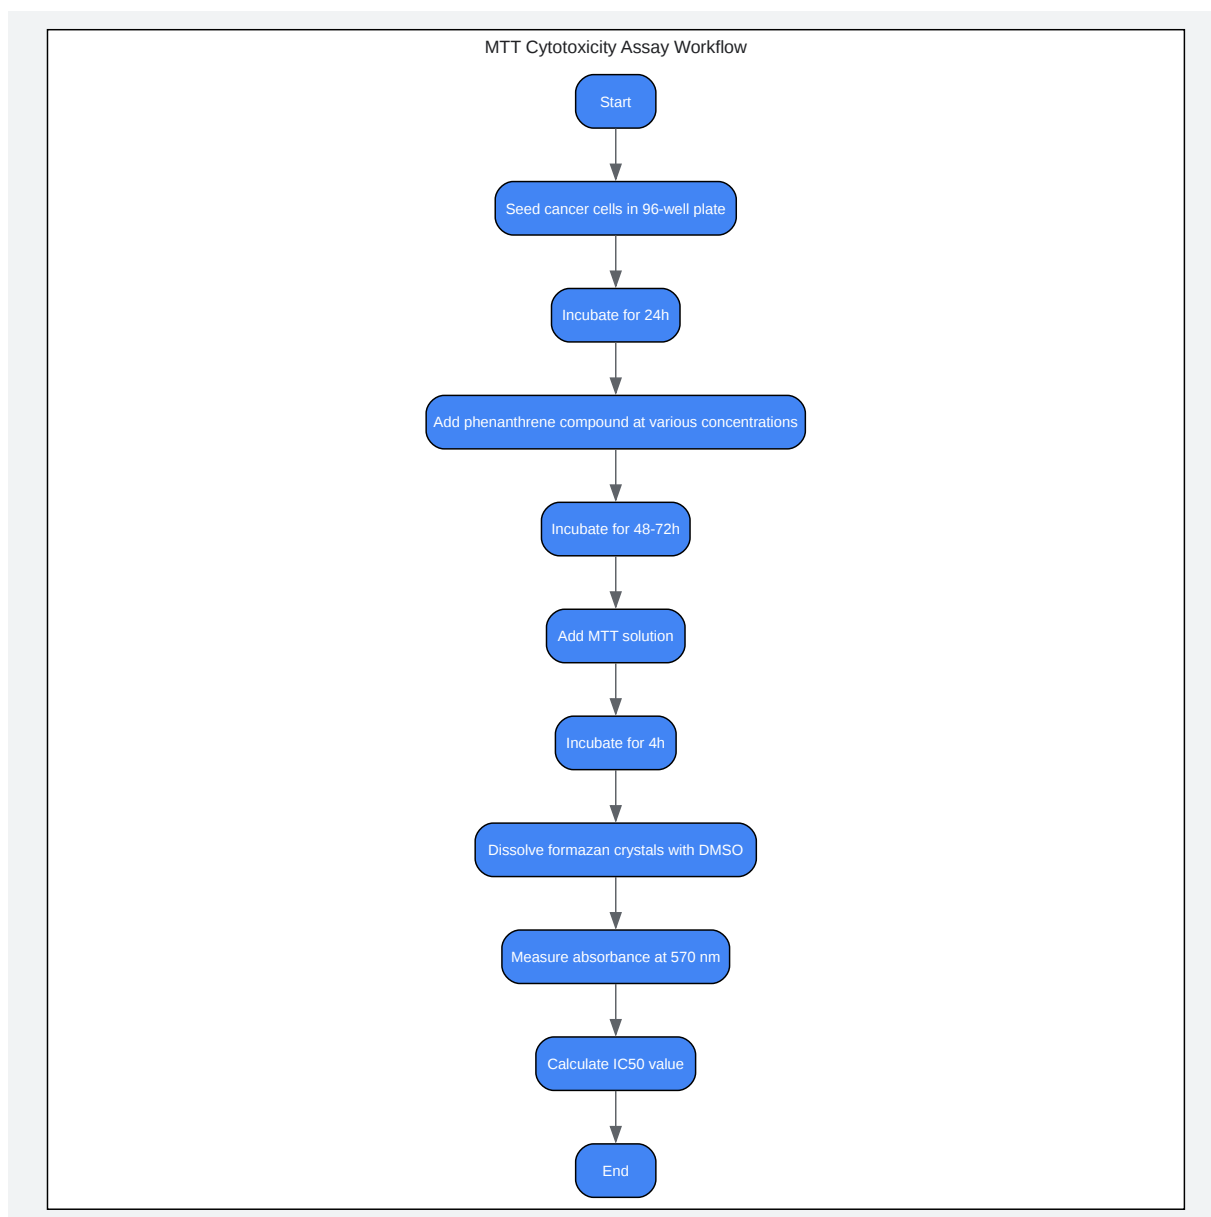 MTT Cytotoxicity Assay Workflow
Start
Seed cancer cells in 96-well plate
Incubate for 24h
Add phenanthrene compound at various concentrations
Incubate for 48-72h
Add MTT solution
Incubate for 4h
Dissolve formazan crystals with DMSO
Measure absorbance at 570 nm
Calculate IC50 value
End